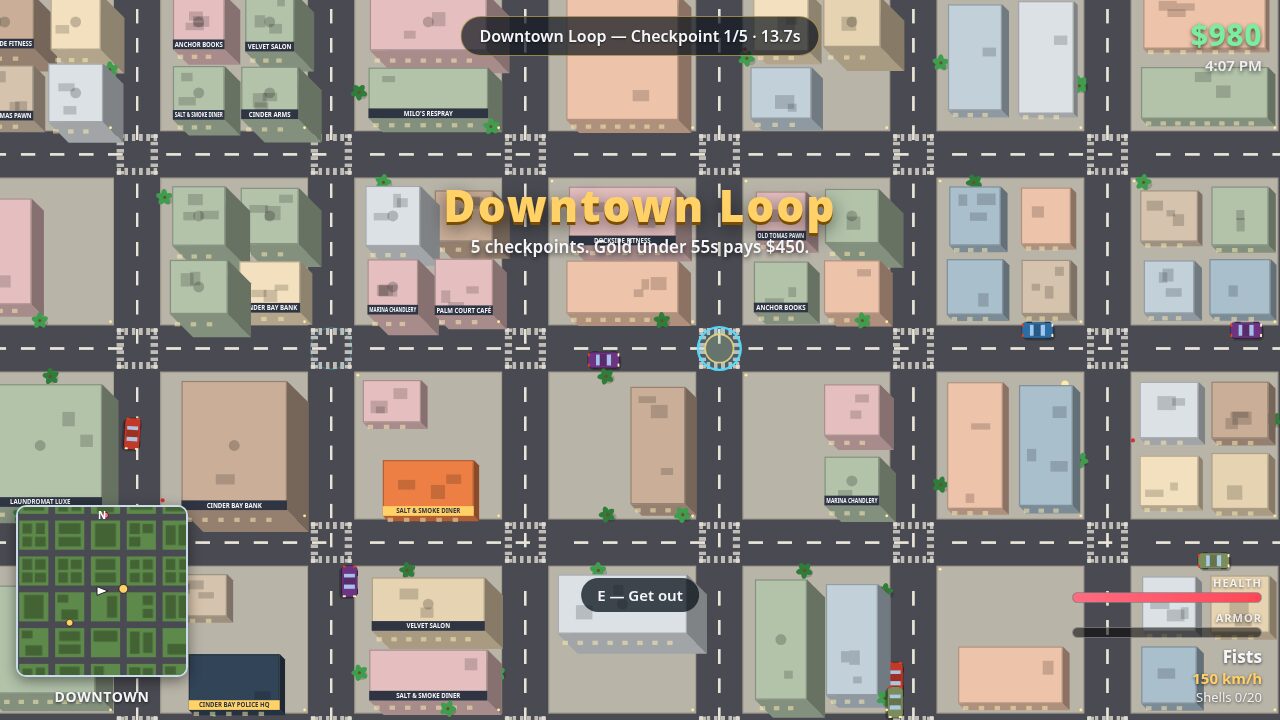 Downtown Loop — Checkpoint 1/5 · 13.7s
$980
4:07 PM
DE FITNESS
ANCHOR BOOKS
VELVET SALON
MAS PAWN
SALT & SMOKE DINER
CINDER ARMS
MILO'S RESPRAY
Downtown Loop
5 checkpoints. Gold under 55s pays $450.
DOCKSIDE FITNESS
OLD TOMAS PAWN
NDER BAY BANK
MARINA CHANDLERY
PALM COURT CAFÉ
ANCHOR BOOKS
LAUNDROMAT LUXE
CINDER BAY BANK
SALT & SMOKE DINER
MARINA CHANDLERY
N
E — Get out
HEALTH
ARMOR
VELVET SALON
Fists
150 km/h
Shells 0/20
DOWNTOWN
CINDER BAY POLICE HQ
SALT & SMOKE DINER